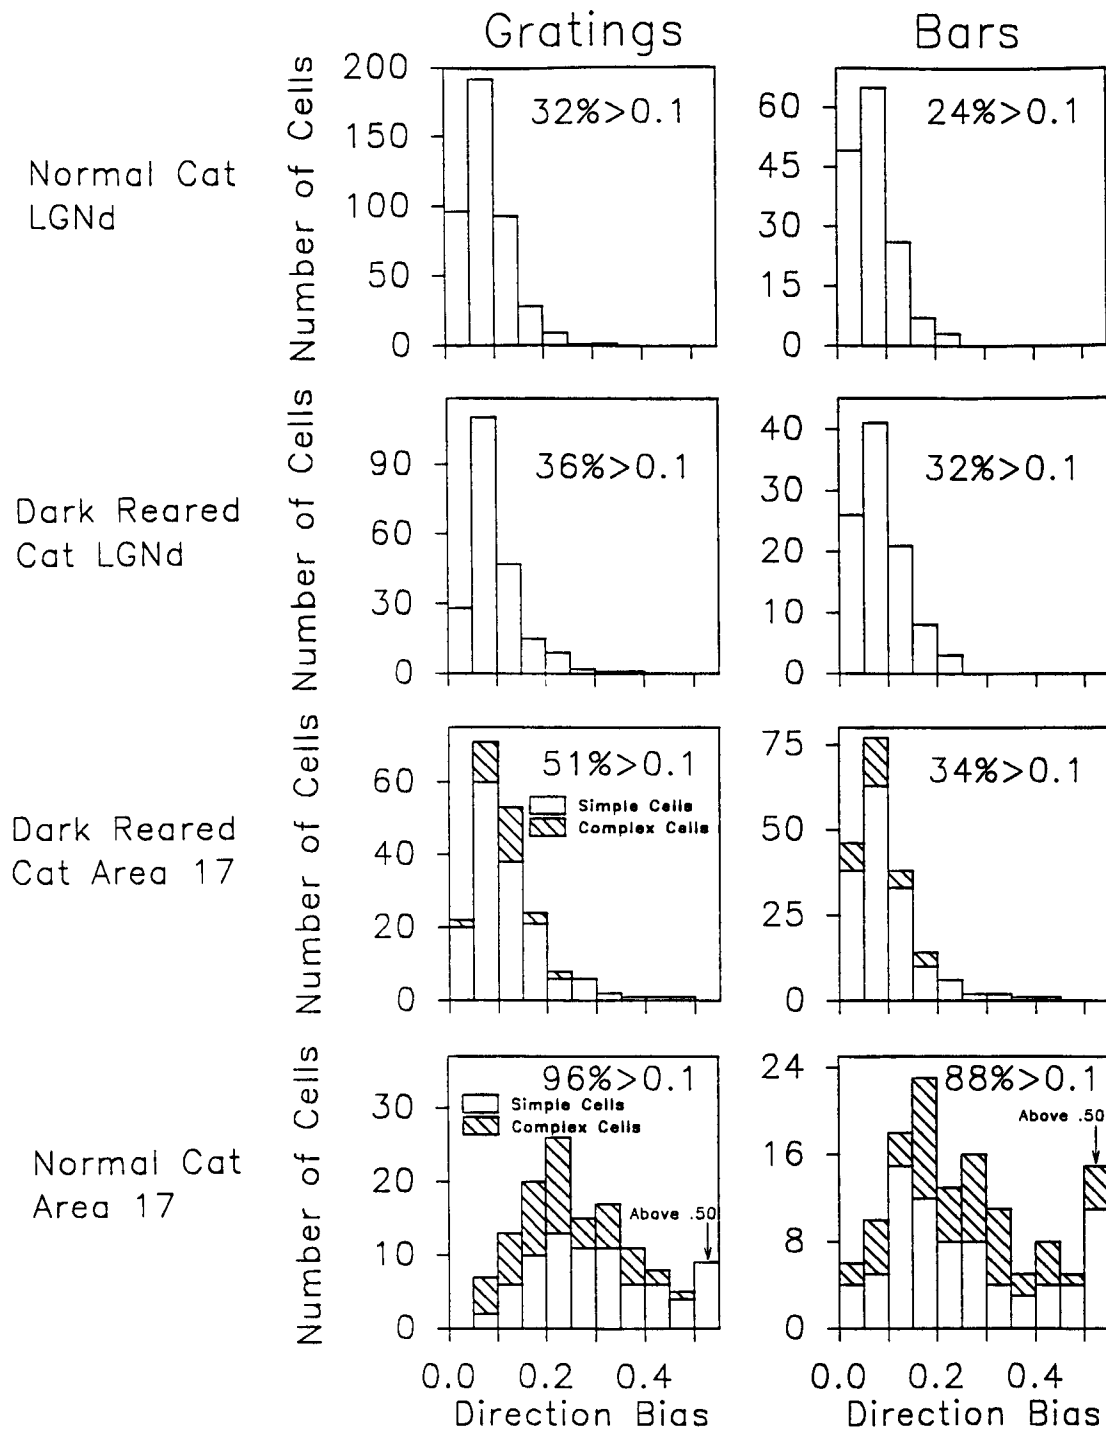 Gratings
Bars
Normal Cat
LGNd
Number of Cells
200
150
100
50
0
32%>0.1
60
45
30
15
0
24%>0.1
Dark Reared
Cat LGNd
Number of Cells
90
60
30
0
36%>0.1
40
30
20
10
0
32%>0.1
Dark Reared
Cat Area 17
Number of Cells
60
40
20
0
51%>0.1
Simple Cells
Complex Cells
75
50
25
0
34%>0.1
Normal Cat
Area 17
Number of Cells
30
20
10
0
96%>0.1
Simple Cells
Complex Cells
Above .50
24
16
8
0
88%>0.1
Above .50
0.0 0.2 0.4
Direction Bias
0.0 0.2 0.4
Direction Bias